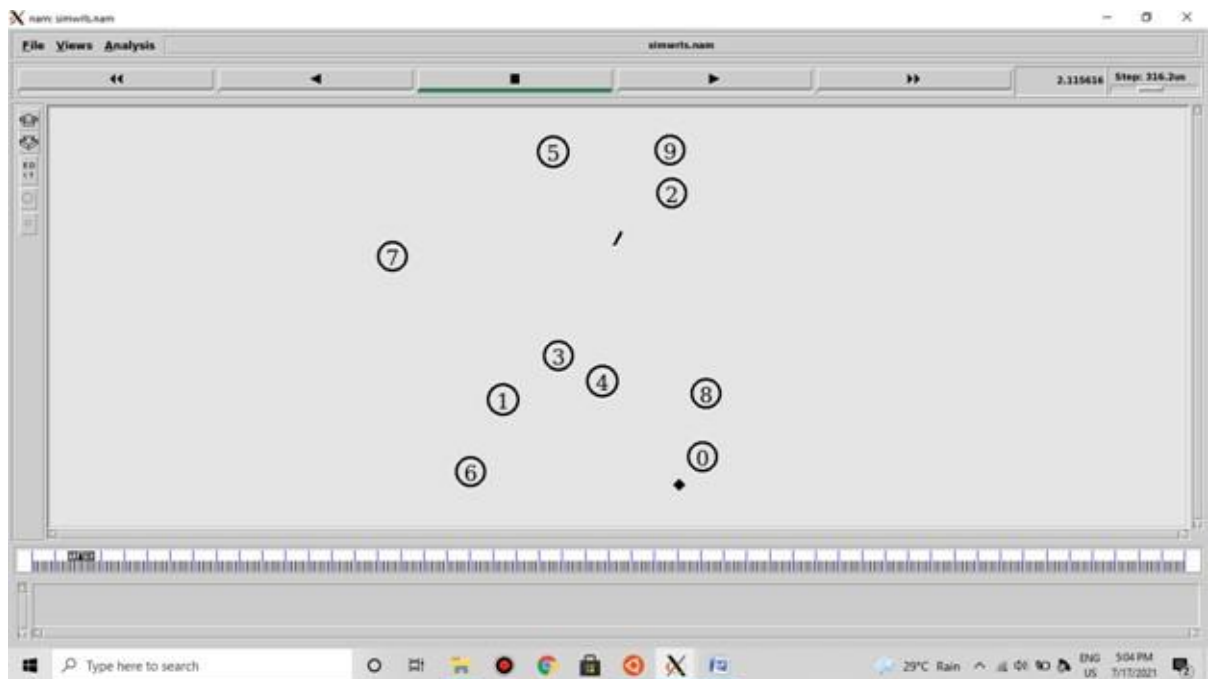 nam: simwrls.nam
File Views Analysis simwrls.nam
2.115616 Step: 316.2us
5 9
2
7
3
4
1 8
0
6
Type here to search
29°C Rain
ENG 5:04 PM
US 7/17/2021
2